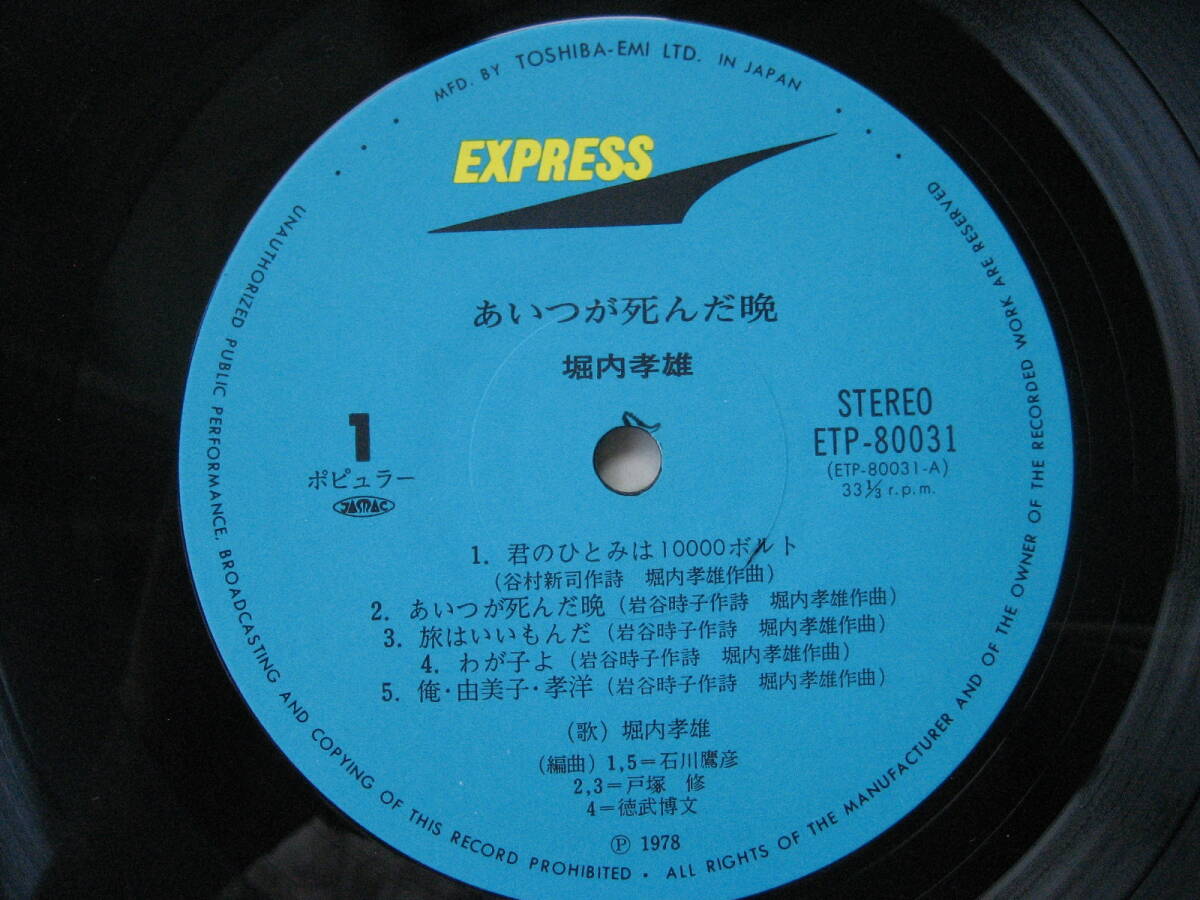 MFD. BY TOSHIBA-EMI LTD. IN JAPAN
EXPRESS
あいつが死んだ晩
堀内孝雄
1
ポピュラー
JASRAC
STEREO
ETP-80031
(ETP-80031-A)
33⅓ r.p.m.
1. 君のひとみは10000ボルト
(谷村新司作詩 堀内孝雄作曲)
2. あいつが死んだ晩 (岩谷時子作詩 堀内孝雄作曲)
3. 旅はいいもんだ (岩谷時子作詩 堀内孝雄作曲)
4. わが子よ (岩谷時子作詩 堀内孝雄作曲)
5. 俺・由美子・孝洋 (岩谷時子作詩 堀内孝雄作曲)
(歌) 堀内孝雄
(編曲) 1,5=石川鷹彦
2,3=戸塚 修
4=徳武博文
Ⓟ 1978
UNAUTHORIZED PUBLIC PERFORMANCE, BROADCASTING AND COPYING OF THIS RECORD PROHIBITED • ALL RIGHTS OF THE MANUFACTURER AND OF THE OWNER OF THE RECORDED WORK ARE RESERVED